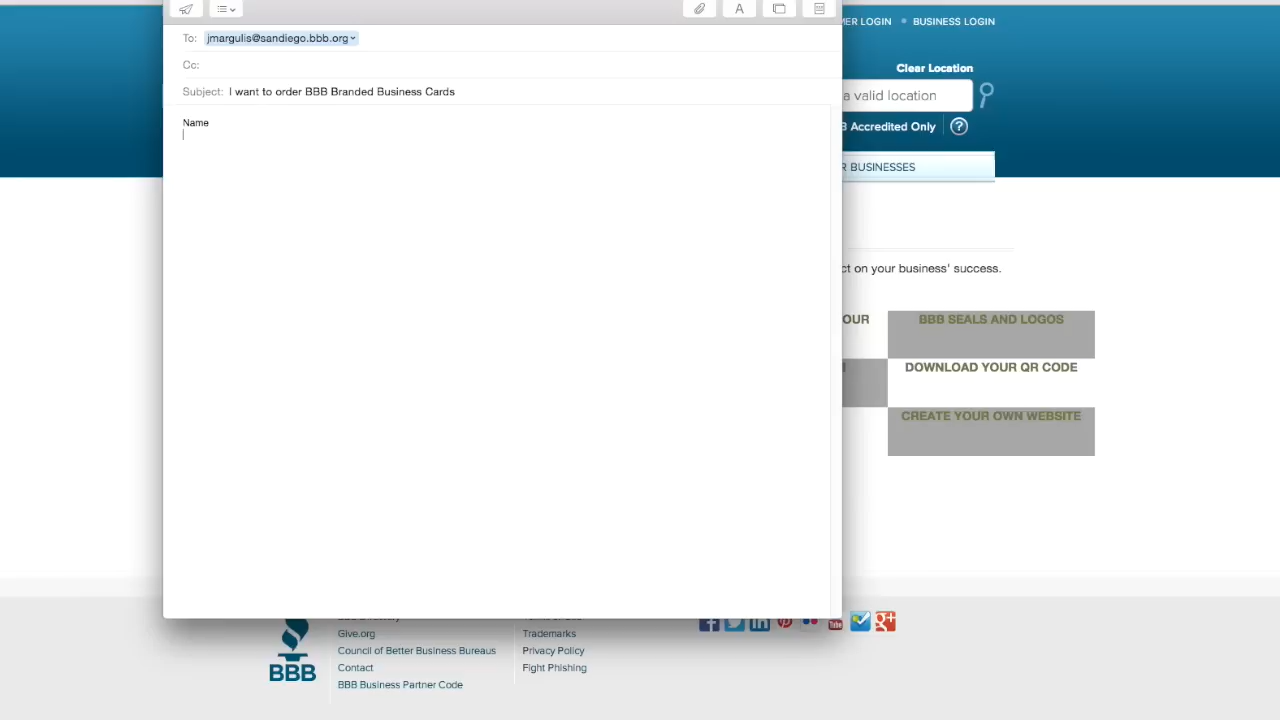 To: jmargulis@sandiego.bbb.org
Cc:
Subject: I want to order BBB Branded Business Cards
Name
MER LOGIN BUSINESS LOGIN
Clear Location
a valid location
B Accredited Only ?
R BUSINESSES
ct on your business' success.
OUR
BBB SEALS AND LOGOS
DOWNLOAD YOUR QR CODE
CREATE YOUR OWN WEBSITE
BBB
Give.org
Council of Better Business Bureaus
Contact
BBB Business Partner Code
Trademarks
Privacy Policy
Fight Phishing